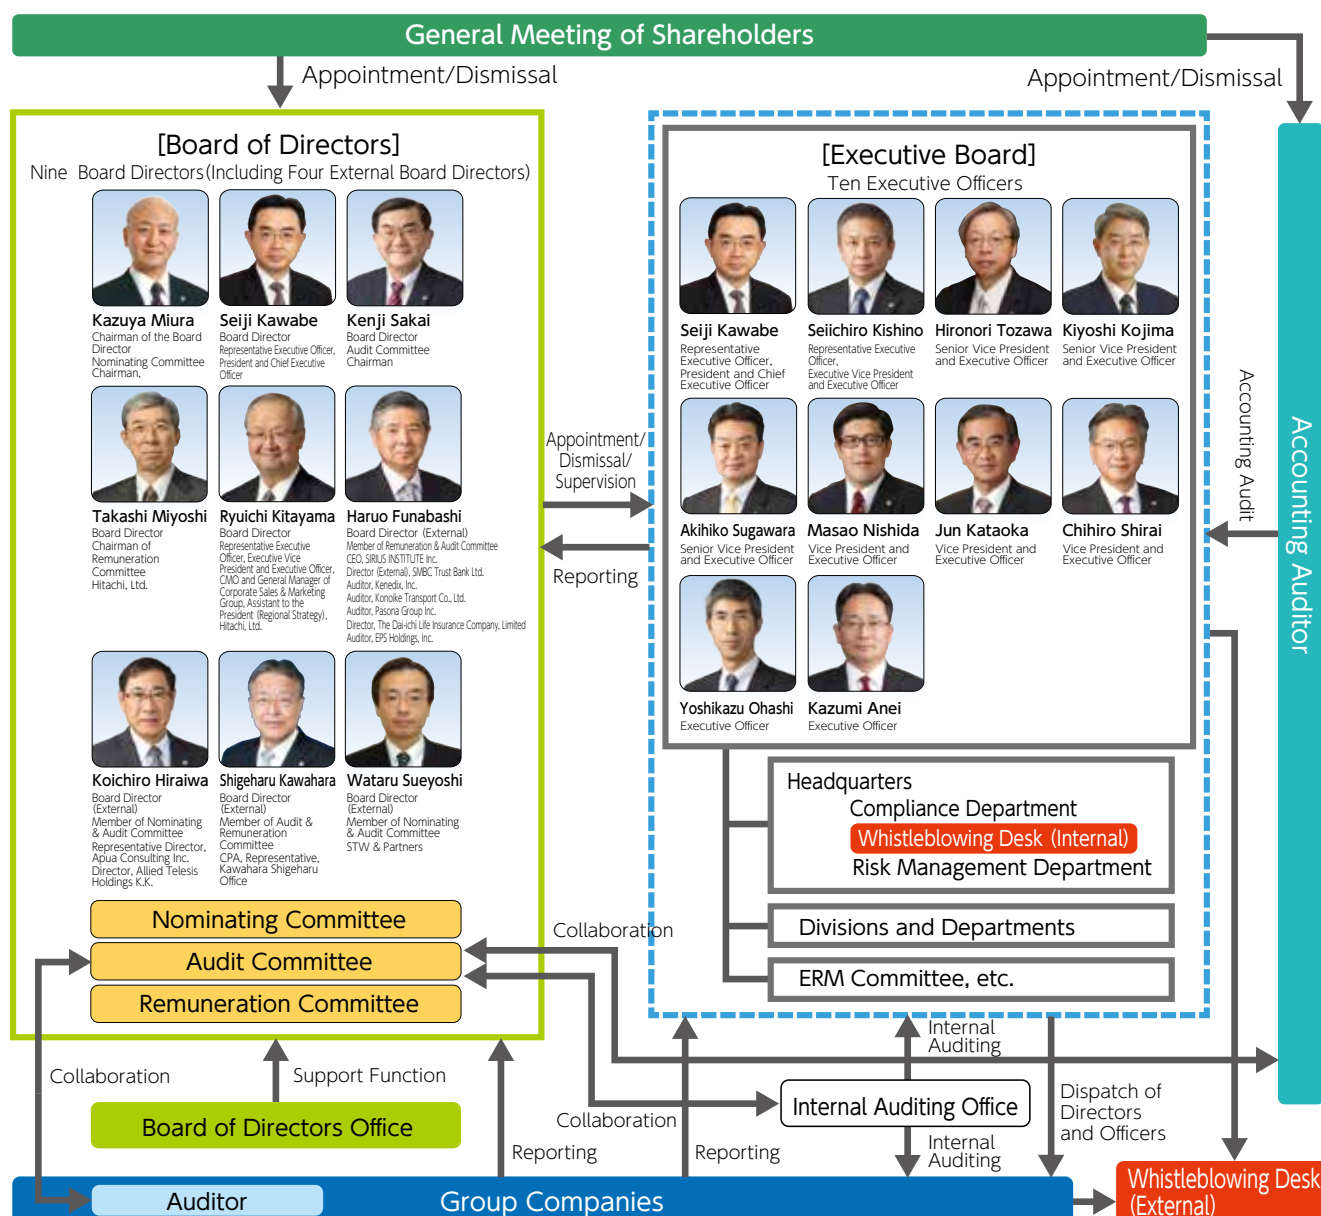 General Meeting of Shareholders
Appointment/Dismissal
Appointment/Dismissal
[Board of Directors]
Nine Board Directors(Including Four External Board Directors)
Kazuya Miura
Chairman of the Board
Director
Nominating Committee
Chairman,
Seiji Kawabe
Board Director
Representative Executive Officer,
President and Chief Executive
Officer
Kenji Sakai
Board Director
Audit Committee
Chairman
Takashi Miyoshi
Board Director
Chairman of
Remuneration
Committee
Hitachi, Ltd.
Ryuichi Kitayama
Board Director
Representative Executive
Officer, Executive Vice
President and Executive Officer,
CMO and General Manager of
Corporate Sales & Marketing
Group, Assistant to the
President (Regional Strategy),
Hitachi, Ltd.
Haruo Funabashi
Board Director (External)
Member of Remuneration & Audit Committee
CEO, SIRIUS INSTITUTE Inc.
Director (External), SMBC Trust Bank Ltd.
Auditor, Kenedix, Inc.
Auditor, Konoike Transport Co., Ltd.
Auditor, Pasona Group Inc.
Director, The Dai-ichi Life Insurance Company, Limited
Auditor, EPS Holdings, Inc.
Koichiro Hiraiwa
Board Director
(External)
Member of Nominating
& Audit Committee
Representative Director,
Apua Consulting Inc.
Director, Allied Telesis
Holdings K.K.
Shigeharu Kawahara
Board Director
(External)
Member of Audit &
Remuneration
Committee
CPA, Representative,
Kawahara Shigeharu
Office
Wataru Sueyoshi
Board Director
(External)
Member of Nominating
& Audit Committee
STW & Partners
Nominating Committee
Audit Committee
Remuneration Committee
Appointment/
Dismissal/
Supervision
Reporting
[Executive Board]
Ten Executive Officers
Seiji Kawabe
Representative
Executive Officer,
President and Chief
Executive Officer
Seiichiro Kishino
Representative Executive
Officer,
Executive Vice President
and Executive Officer
Hironori Tozawa
Senior Vice President
and Executive Officer
Kiyoshi Kojima
Senior Vice President
and Executive Officer
Akihiko Sugawara
Senior Vice President
and Executive Officer
Masao Nishida
Vice President and
Executive Officer
Jun Kataoka
Vice President and
Executive Officer
Chihiro Shirai
Vice President and
Executive Officer
Yoshikazu Ohashi
Executive Officer
Kazumi Anei
Executive Officer
Headquarters
Compliance Department
Whistleblowing Desk (Internal)
Risk Management Department
Divisions and Departments
ERM Committee, etc.
Accounting Audit
Accounting Auditor
Collaboration
Collaboration
Support Function
Board of Directors Office
Collaboration
Reporting
Reporting
Internal
Auditing
Internal Auditing Office
Internal
Auditing
Dispatch of
Directors
and Officers
Auditor
Group Companies
Whistleblowing Desk
(External)